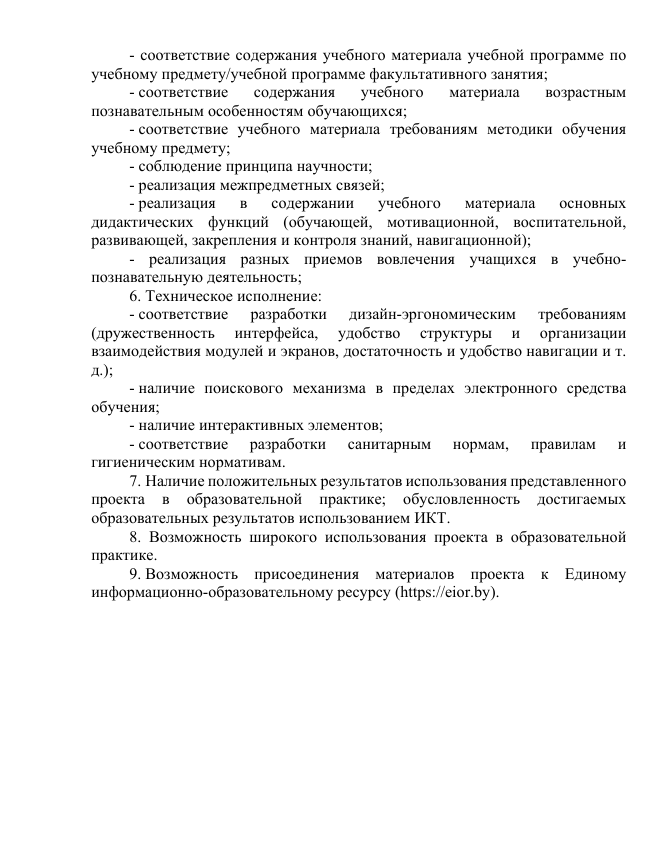 - соответствие содержания учебного материала учебной программе по
учебному предмету/учебной программе факультативного занятия;
- соответствие содержания учебного материала возрастным
познавательным особенностям обучающихся;
- соответствие учебного материала требованиям методики обучения
учебному предмету;
- соблюдение принципа научности;
- реализация межпредметных связей;
- реализация в содержании учебного материала основных
дидактических функций (обучающей, мотивационной, воспитательной,
развивающей, закрепления и контроля знаний, навигационной);
- реализация разных приемов вовлечения учащихся в учебно-
познавательную деятельность;
6. Техническое исполнение:
- соответствие разработки дизайн-эргономическим требованиям
(дружественность интерфейса, удобство структуры и организации
взаимодействия модулей и экранов, достаточность и удобство навигации и т.
д.);
- наличие поискового механизма в пределах электронного средства
обучения;
- наличие интерактивных элементов;
- соответствие разработки санитарным нормам, правилам и
гигиеническим нормативам.
7. Наличие положительных результатов использования представленного
проекта в образовательной практике; обусловленность достигаемых
образовательных результатов использованием ИКТ.
8. Возможность широкого использования проекта в образовательной
практике.
9. Возможность присоединения материалов проекта к Единому
информационно-образовательному ресурсу (https://eior.by).